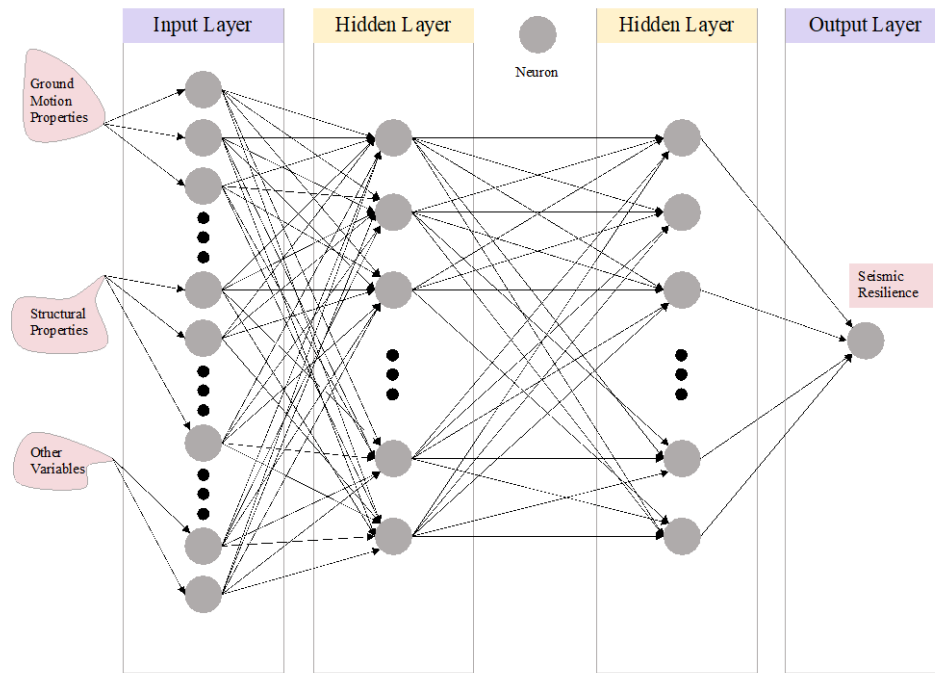 Input Layer
Hidden Layer
Hidden Layer
Output Layer
Neuron
Ground
Motion
Properties
Structural
Properties
Other
Variables
Seismic
Resilience